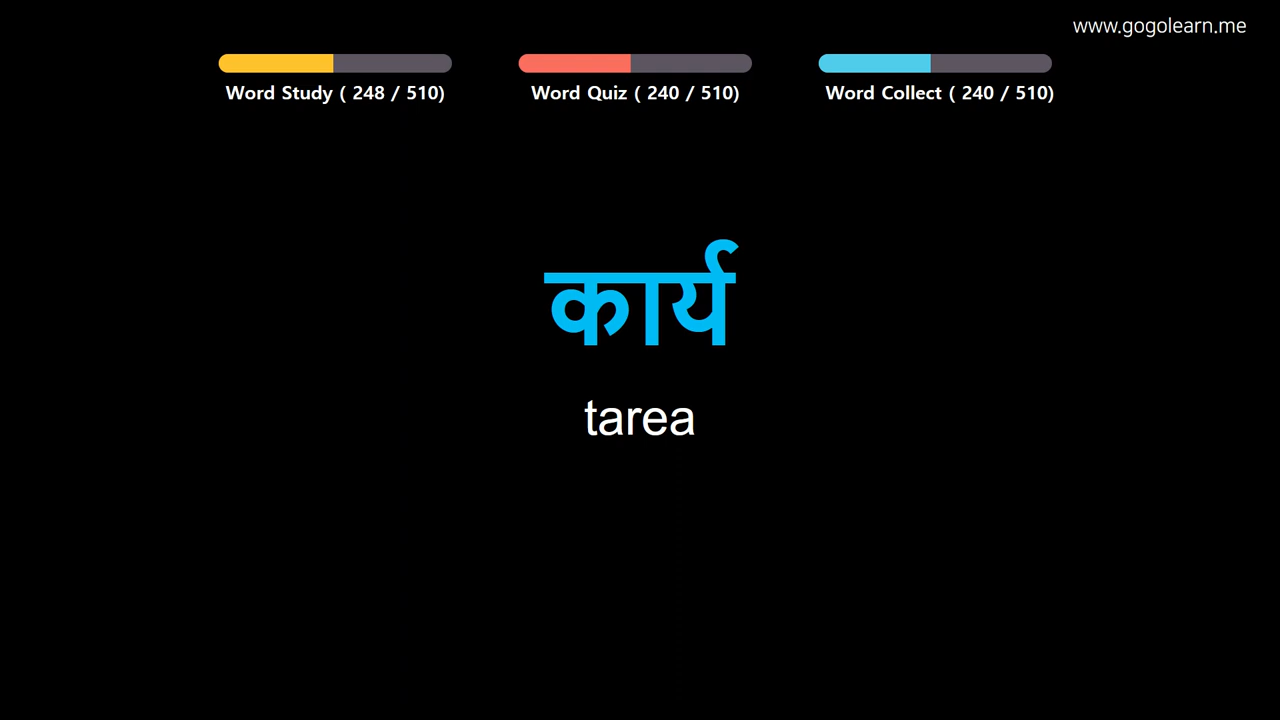 www.gogolearn.me
Word Study ( 248 / 510)
Word Quiz ( 240 / 510)
Word Collect ( 240 / 510)
कार्य
tarea